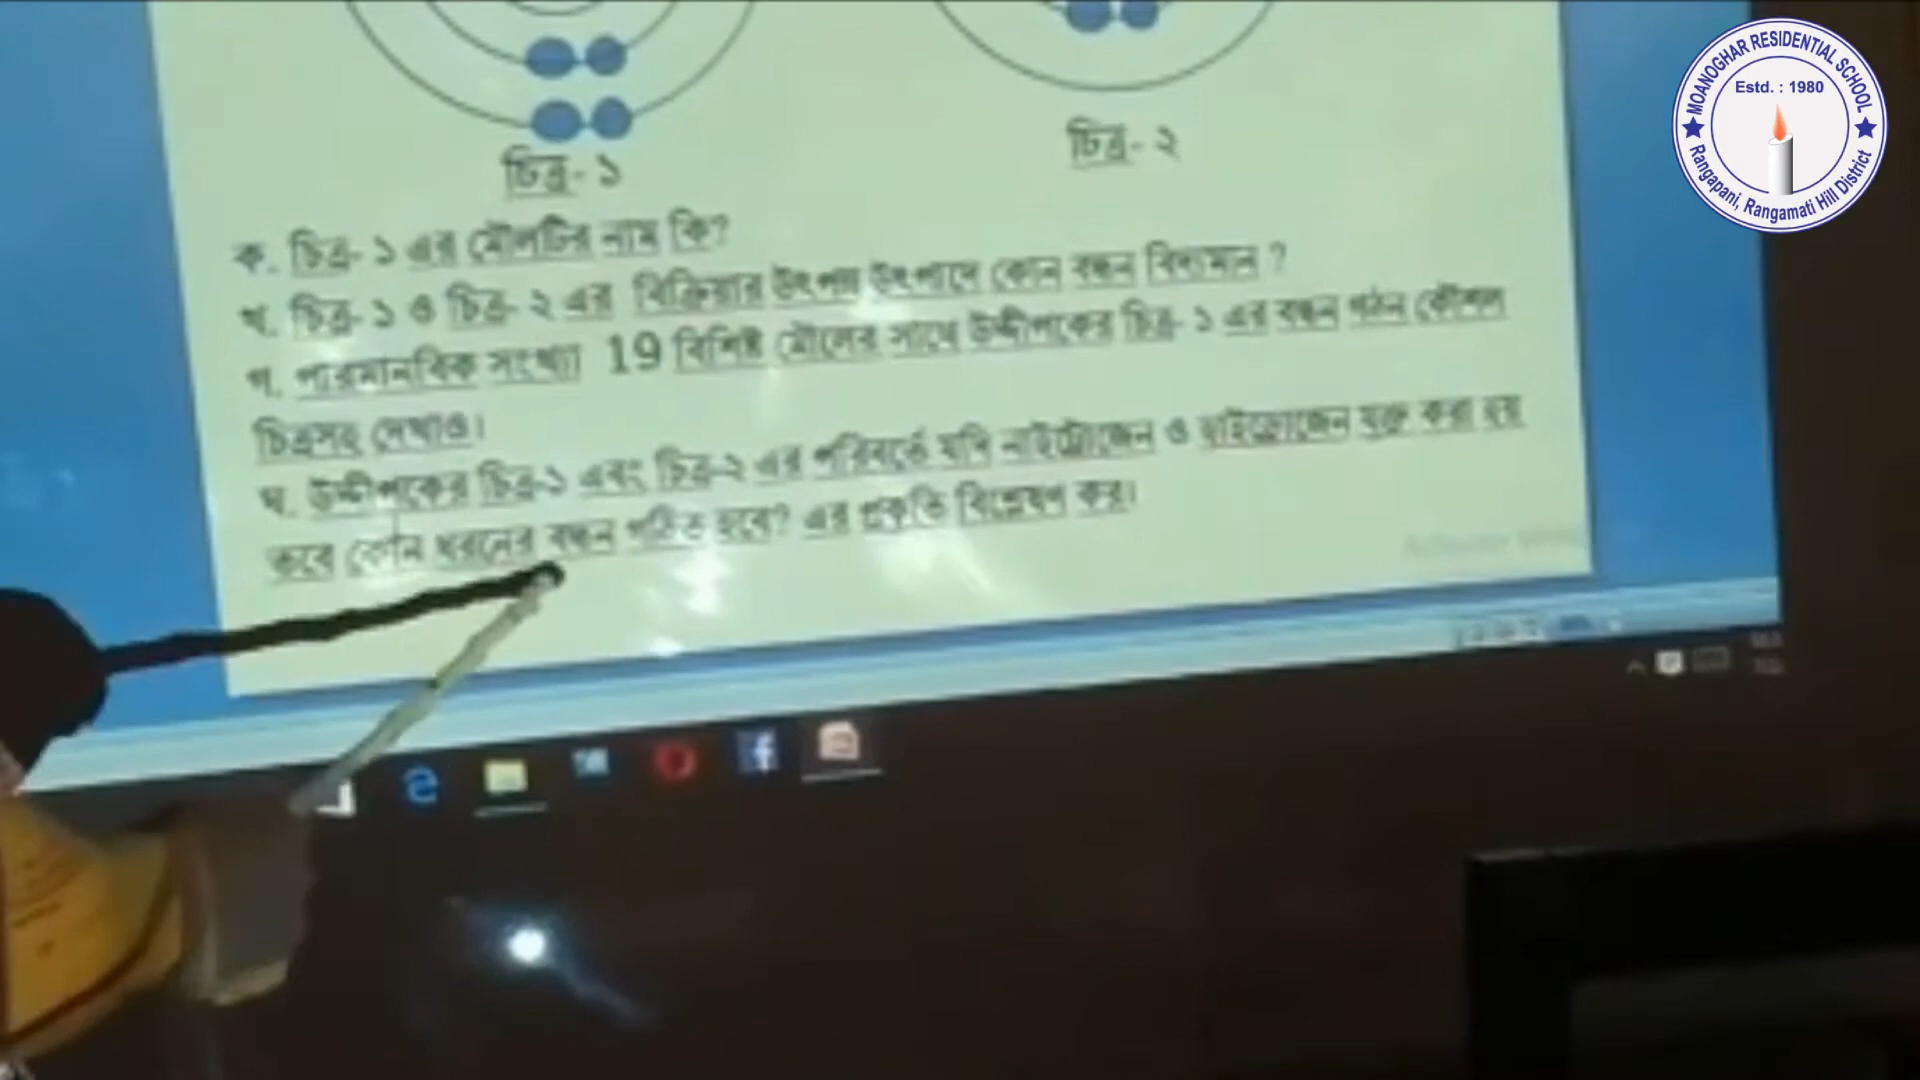 চিত্র- ১
চিত্র- ২
ক. চিত্র- ১ এর মৌলটির নাম কি?
খ. চিত্র- ১ ও চিত্র- ২ এর বিক্রিয়ার উৎপন্ন উৎপাদে কোন বন্ধন বিদ্যমান ?
গ. পারমানবিক সংখ্যা 19 বিশিষ্ট মৌলের সাথে উদ্দীপকের চিত্র- ১ এর বন্ধন গঠন কৌশল
চিত্রসহ দেখাও।
ঘ. উদ্দীপকের চিত্র-১ এবং চিত্র-২ এর পরিবর্তে যদি নাইট্রোজেন ও হাইড্রোজেন যুক্ত করা হয়
তবে কোন ধরনের বন্ধন গঠিত হবে? এর প্রকৃতি বিশ্লেষণ কর।
MOANOGHAR RESIDENTIAL SCHOOL
Estd. : 1980
Rangapani, Rangamati Hill District